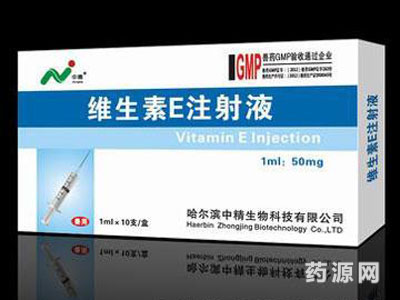 中精
GMP
兽药GMP验收通过企业
维生素E注射液
Vitamin E Injection
1ml：50mg
兽用
1ml×10支/盒
哈尔滨中精生物科技有限公司
Haerbin Zhongjing Biotechnology Co.,LTD
维生素E注射液
药源网